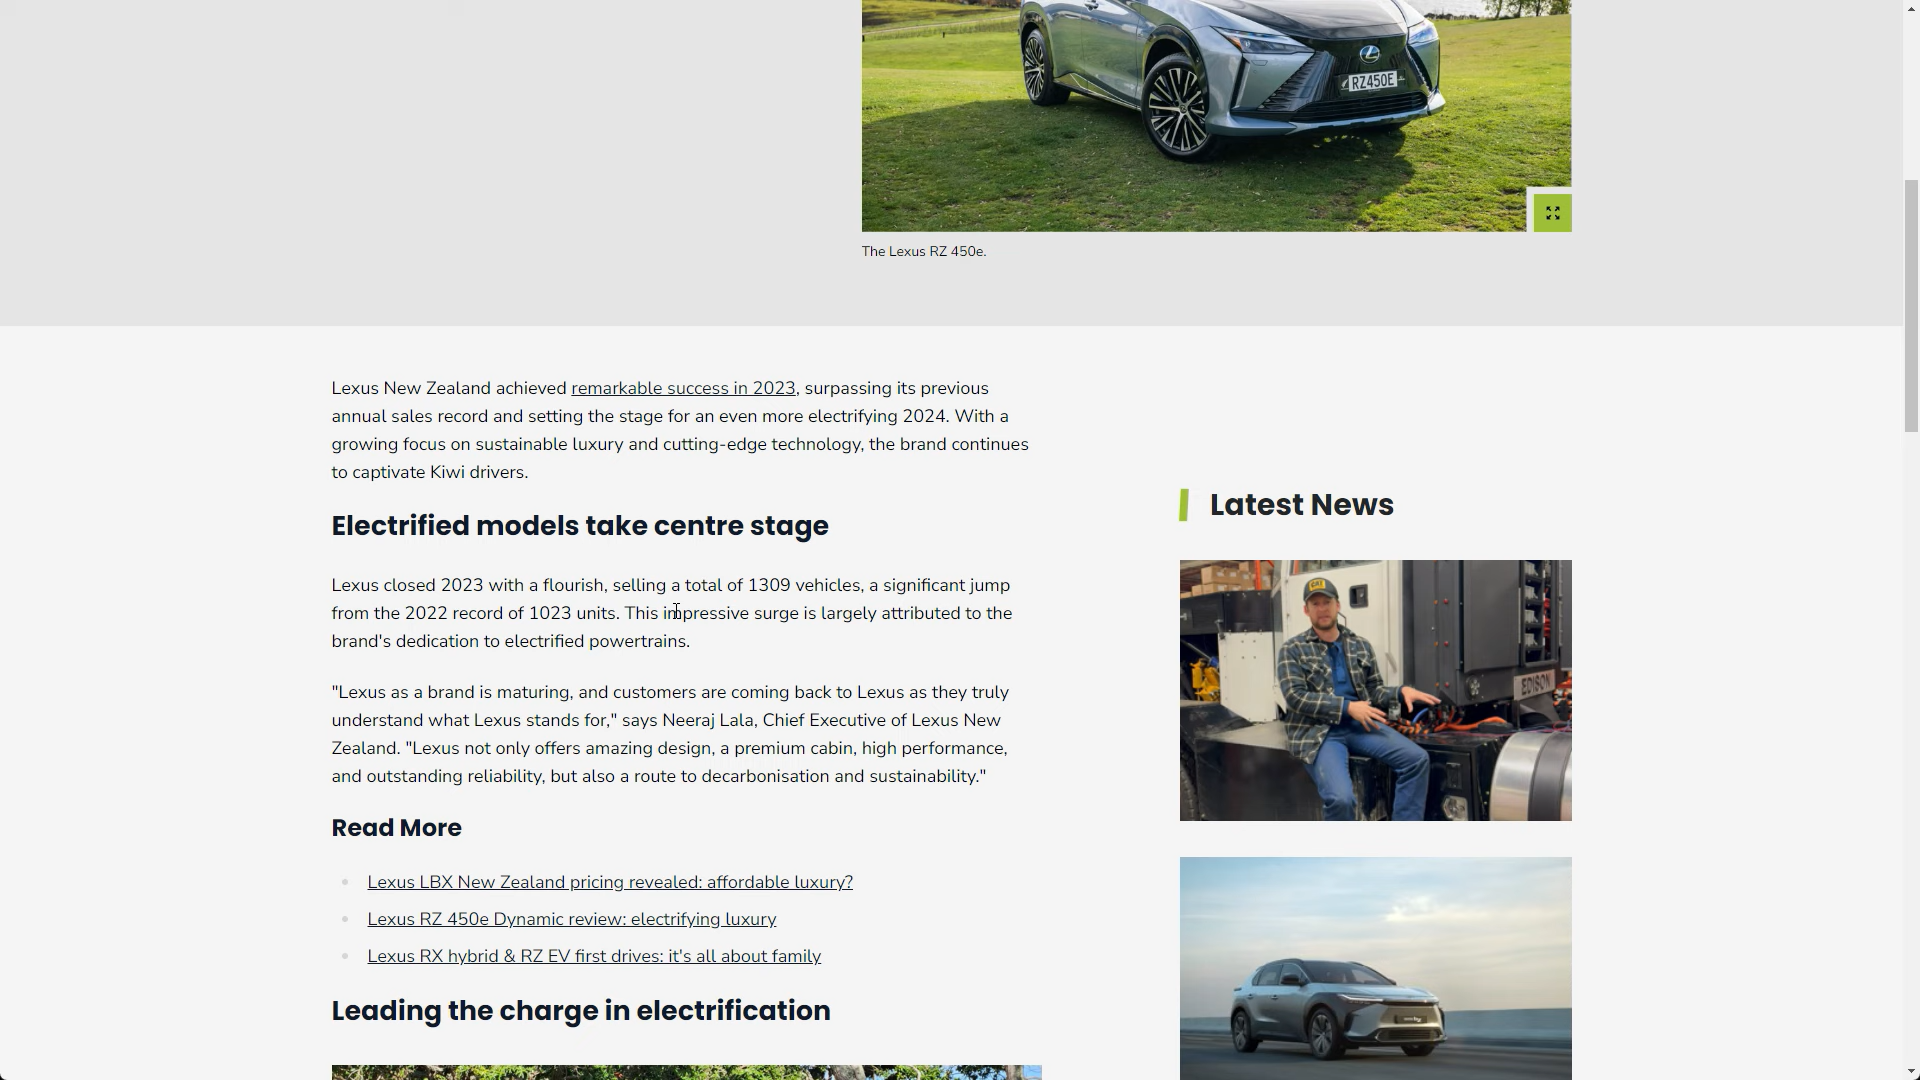 RZ450E
The Lexus RZ 450e.
Lexus New Zealand achieved remarkable success in 2023, surpassing its previous
annual sales record and setting the stage for an even more electrifying 2024. With a
growing focus on sustainable luxury and cutting-edge technology, the brand continues
to captivate Kiwi drivers.
Electrified models take centre stage
Lexus closed 2023 with a flourish, selling a total of 1309 vehicles, a significant jump
from the 2022 record of 1023 units. This impressive surge is largely attributed to the
brand's dedication to electrified powertrains.
"Lexus as a brand is maturing, and customers are coming back to Lexus as they truly
understand what Lexus stands for," says Neeraj Lala, Chief Executive of Lexus New
Zealand. "Lexus not only offers amazing design, a premium cabin, high performance,
and outstanding reliability, but also a route to decarbonisation and sustainability."
Read More
Lexus LBX New Zealand pricing revealed: affordable luxury?
Lexus RZ 450e Dynamic review: electrifying luxury
Lexus RX hybrid & RZ EV first drives: it's all about family
Leading the charge in electrification
Latest News
CAT
EDISON